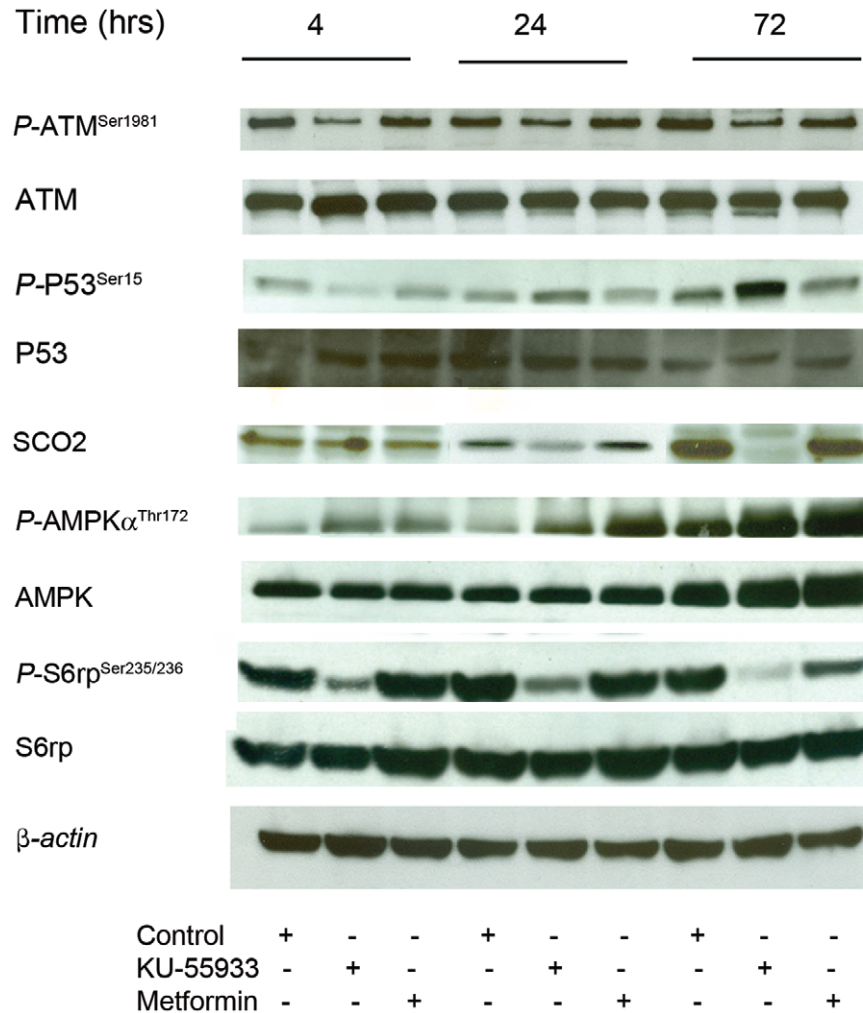 Time (hrs) 4 24 72
P-ATMSer1981
ATM
P-P53Ser15
P53
SCO2
P-AMPKαThr172
AMPK
P-S6rpSer235/236
S6rp
β-actin
Control + - - + - - + - -
KU-55933 - + - - + - - + -
Metformin - - + - - + - - +